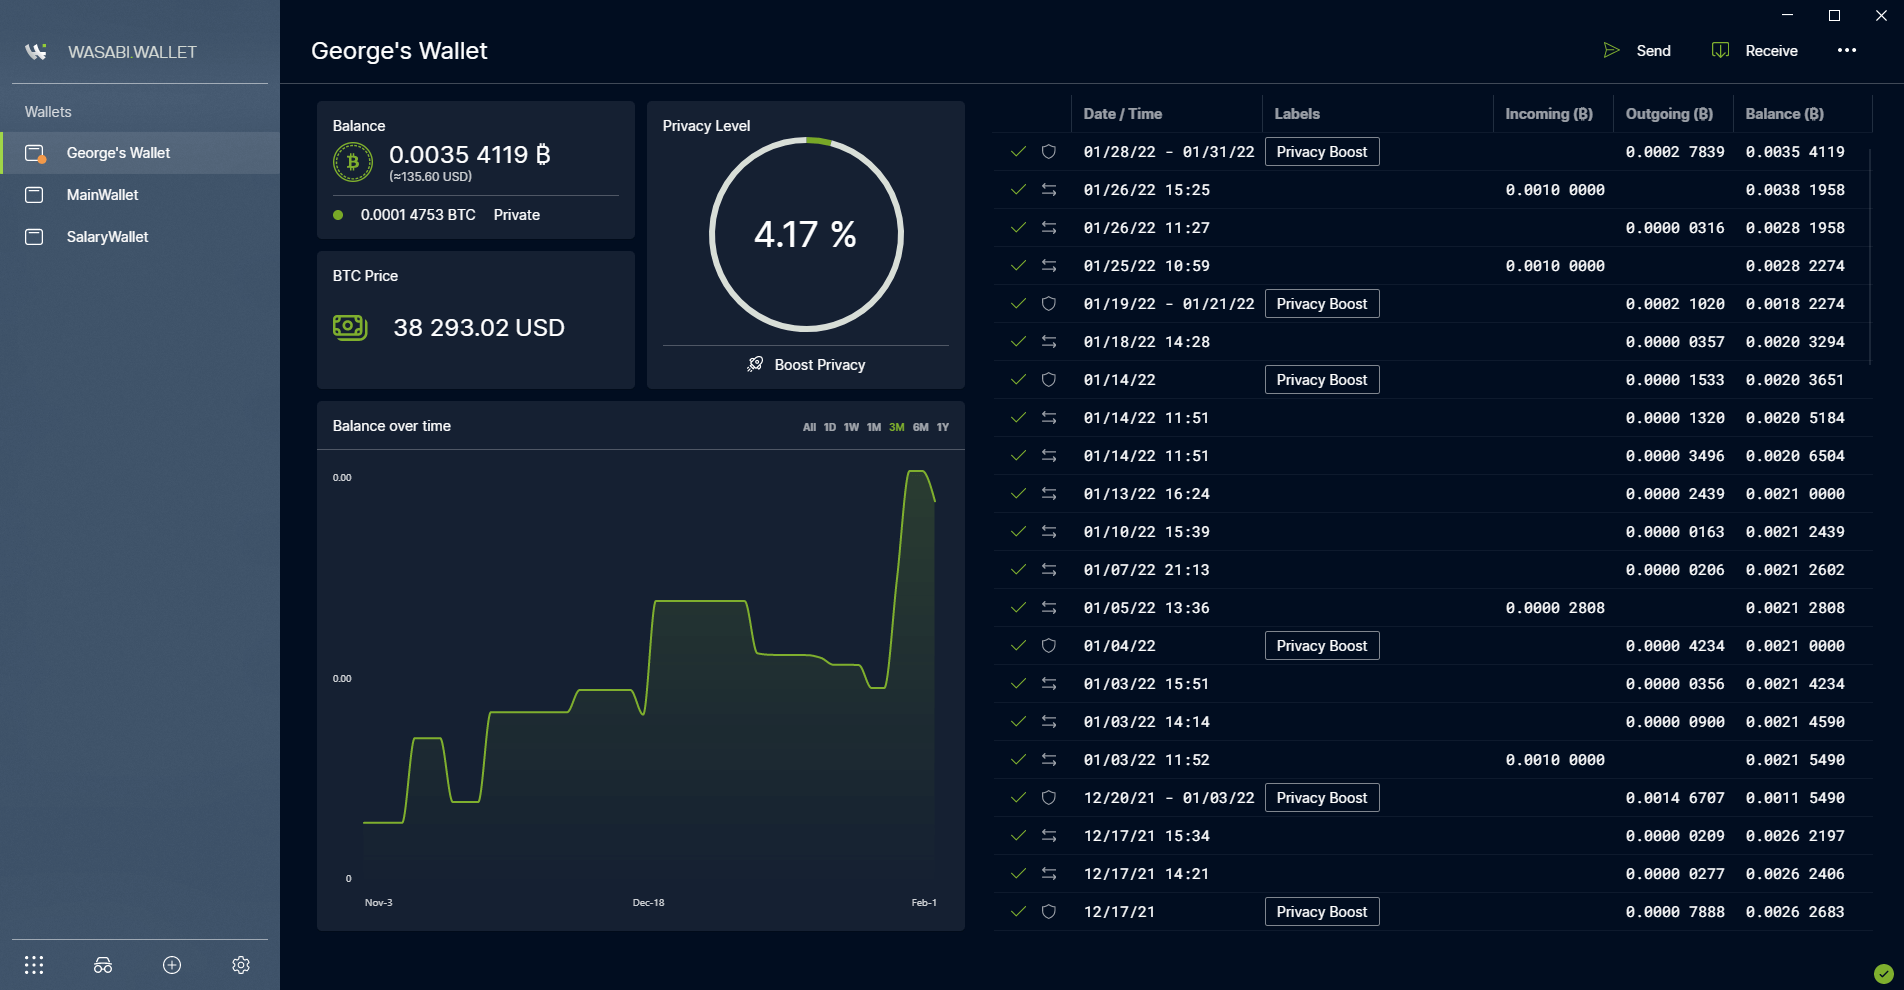 WASABI.WALLET
Wallets
George's Wallet
MainWallet
SalaryWallet
George's Wallet
Send
Receive
Balance
0.0035 4119 ₿
(≈135.60 USD)
0.0001 4753 BTC Private
BTC Price
38 293.02 USD
Privacy Level
4.17 %
Boost Privacy
Balance over time
All 1D 1W 1M 3M 6M 1Y
0.00
0.00
0
Nov-3 Dec-18 Feb-1
Date / Time Labels Incoming (₿) Outgoing (₿) Balance (₿)
01/28/22 - 01/31/22 Privacy Boost 0.0002 7839 0.0035 4119
01/26/22 15:25 0.0010 0000 0.0038 1958
01/26/22 11:27 0.0000 0316 0.0028 1958
01/25/22 10:59 0.0010 0000 0.0028 2274
01/19/22 - 01/21/22 Privacy Boost 0.0002 1020 0.0018 2274
01/18/22 14:28 0.0000 0357 0.0020 3294
01/14/22 Privacy Boost 0.0000 1533 0.0020 3651
01/14/22 11:51 0.0000 1320 0.0020 5184
01/14/22 11:51 0.0000 3496 0.0020 6504
01/13/22 16:24 0.0000 2439 0.0021 0000
01/10/22 15:39 0.0000 0163 0.0021 2439
01/07/22 21:13 0.0000 0206 0.0021 2602
01/05/22 13:36 0.0000 2808 0.0021 2808
01/04/22 Privacy Boost 0.0000 4234 0.0021 0000
01/03/22 15:51 0.0000 0356 0.0021 4234
01/03/22 14:14 0.0000 0900 0.0021 4590
01/03/22 11:52 0.0010 0000 0.0021 5490
12/20/21 - 01/03/22 Privacy Boost 0.0014 6707 0.0011 5490
12/17/21 15:34 0.0000 0209 0.0026 2197
12/17/21 14:21 0.0000 0277 0.0026 2406
12/17/21 Privacy Boost 0.0000 7888 0.0026 2683